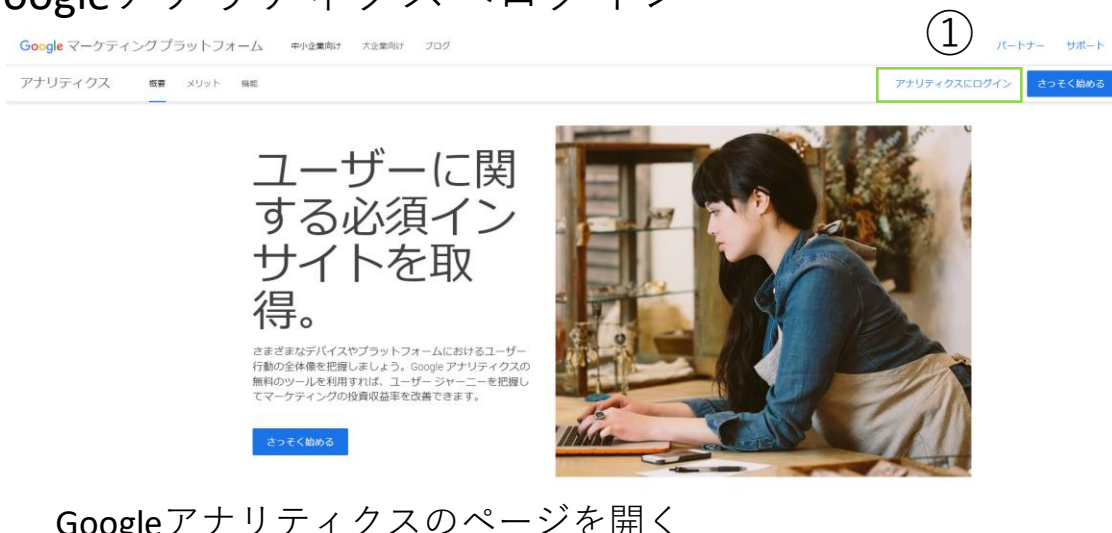 Googleアナリティクスへログイン
①
Google マーケティング プラットフォーム 中小企業向け 大企業向け ブログ パートナー サポート
アナリティクス 概要 メリット 機能 アナリティクスにログイン さっそく始める
ユーザーに関
する必須イン
サイトを取
得。
さまざまなデバイスやプラットフォームにおけるユーザー
行動の全体像を把握しましょう。Google アナリティクスの
無料のツールを利用すれば、ユーザー ジャーニーを把握し
てマーケティングの投資収益率を改善できます。
さっそく始める
Googleアナリティクスのページを開く